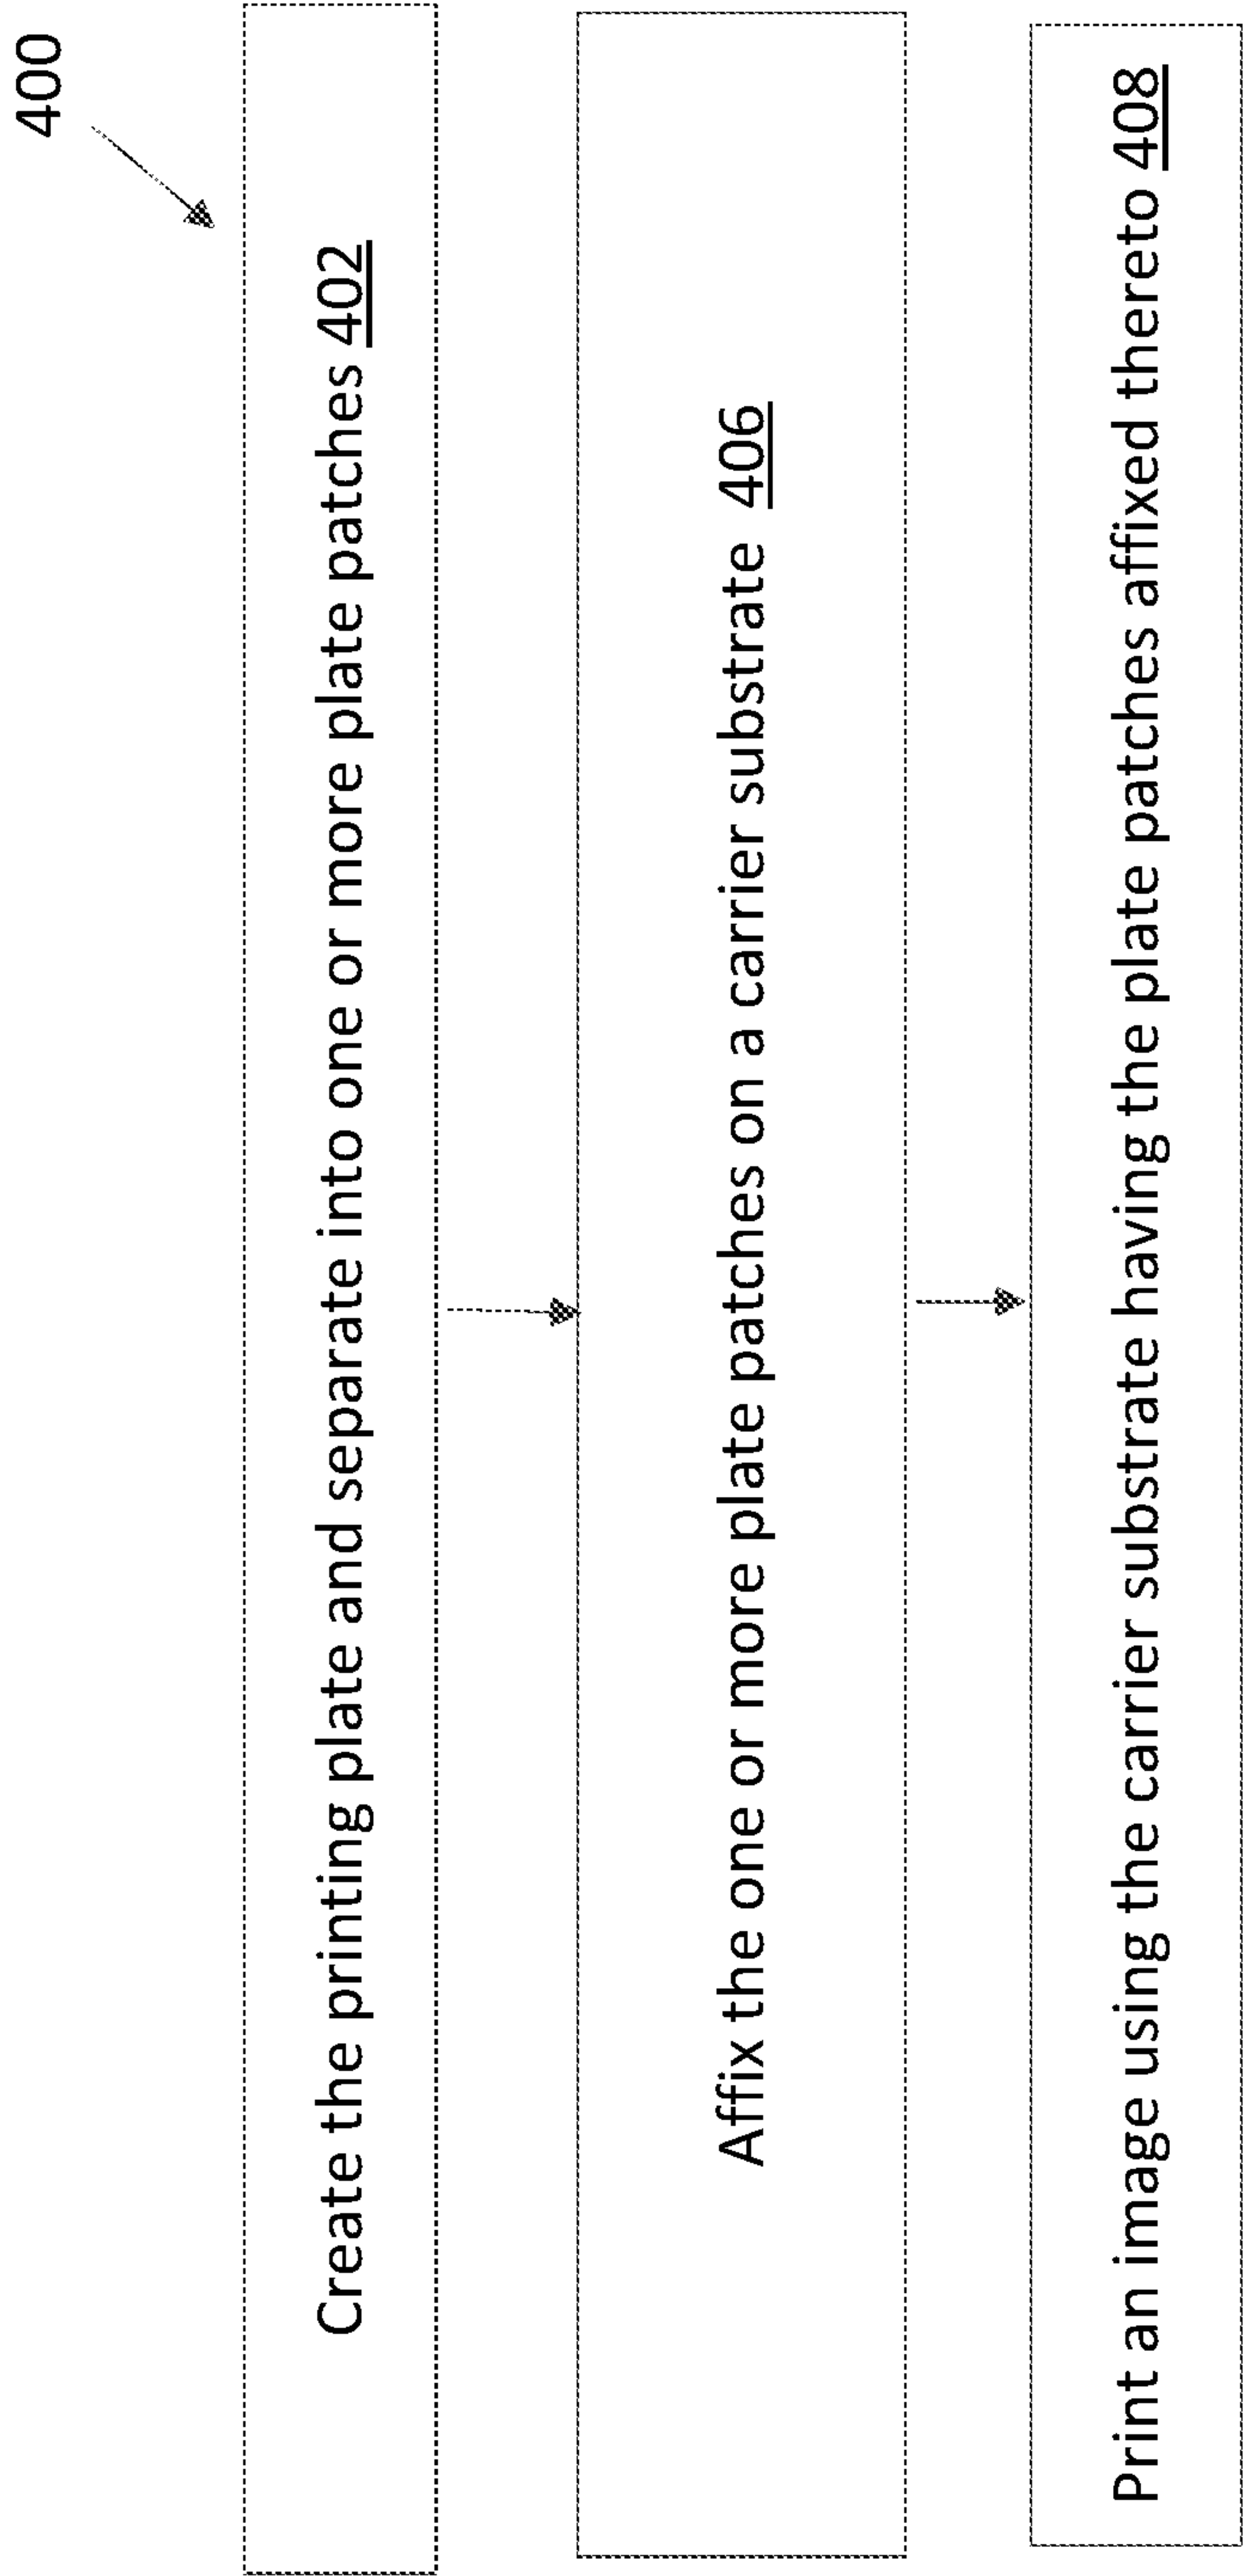 400
Create the printing plate and separate into one or more plate patches 402
Affix the one or more plate patches on a carrier substrate 406
Print an image using the carrier substrate having the plate patches affixed thereto 408